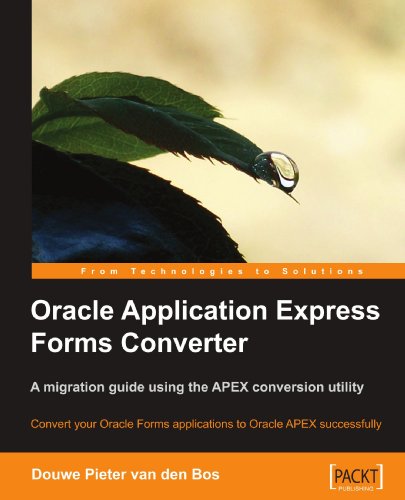 From Technologies to Solutions
Oracle Application Express
Forms Converter
A migration guide using the APEX conversion utility
Convert your Oracle Forms applications to Oracle APEX successfully
Douwe Pieter van den Bos
PACKT
PUBLISHING